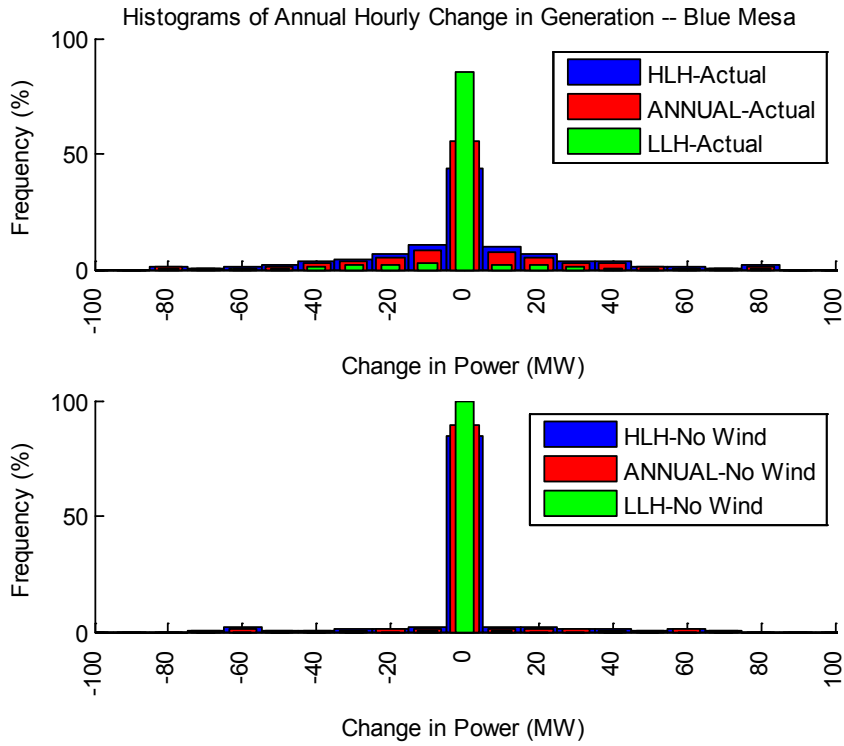 Histograms of Annual Hourly Change in Generation -- Blue Mesa
100
50
0
Frequency (%)
HLH-Actual
ANNUAL-Actual
LLH-Actual
-100 -80 -60 -40 -20 0 20 40 60 80 100
Change in Power (MW)
100
50
0
Frequency (%)
HLH-No Wind
ANNUAL-No Wind
LLH-No Wind
-100 -80 -60 -40 -20 0 20 40 60 80 100
Change in Power (MW)